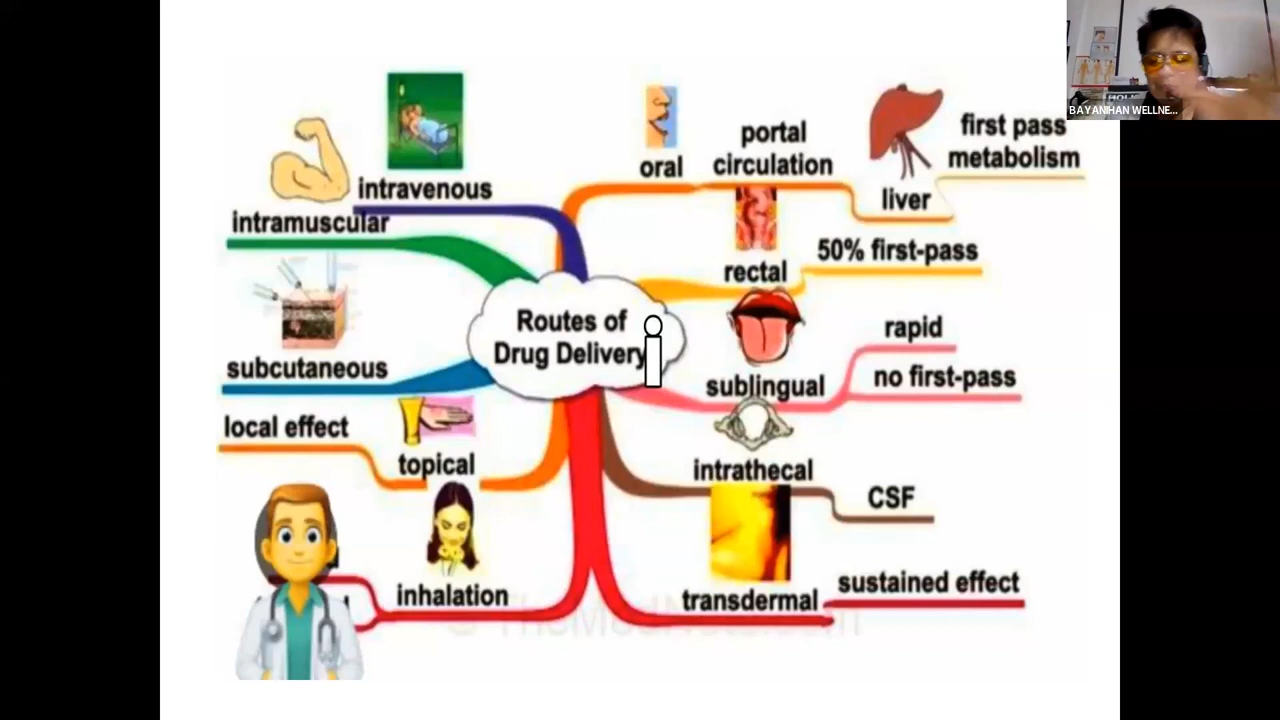 BAYANIHAN WELLNE...
oral
portal
circulation
liver
first pass
metabolism
intravenous
intramuscular
rectal
50% first-pass
Routes of
Drug Delivery
subcutaneous
sublingual
rapid
no first-pass
local effect
topical
intrathecal
CSF
inhalation
transdermal
sustained effect